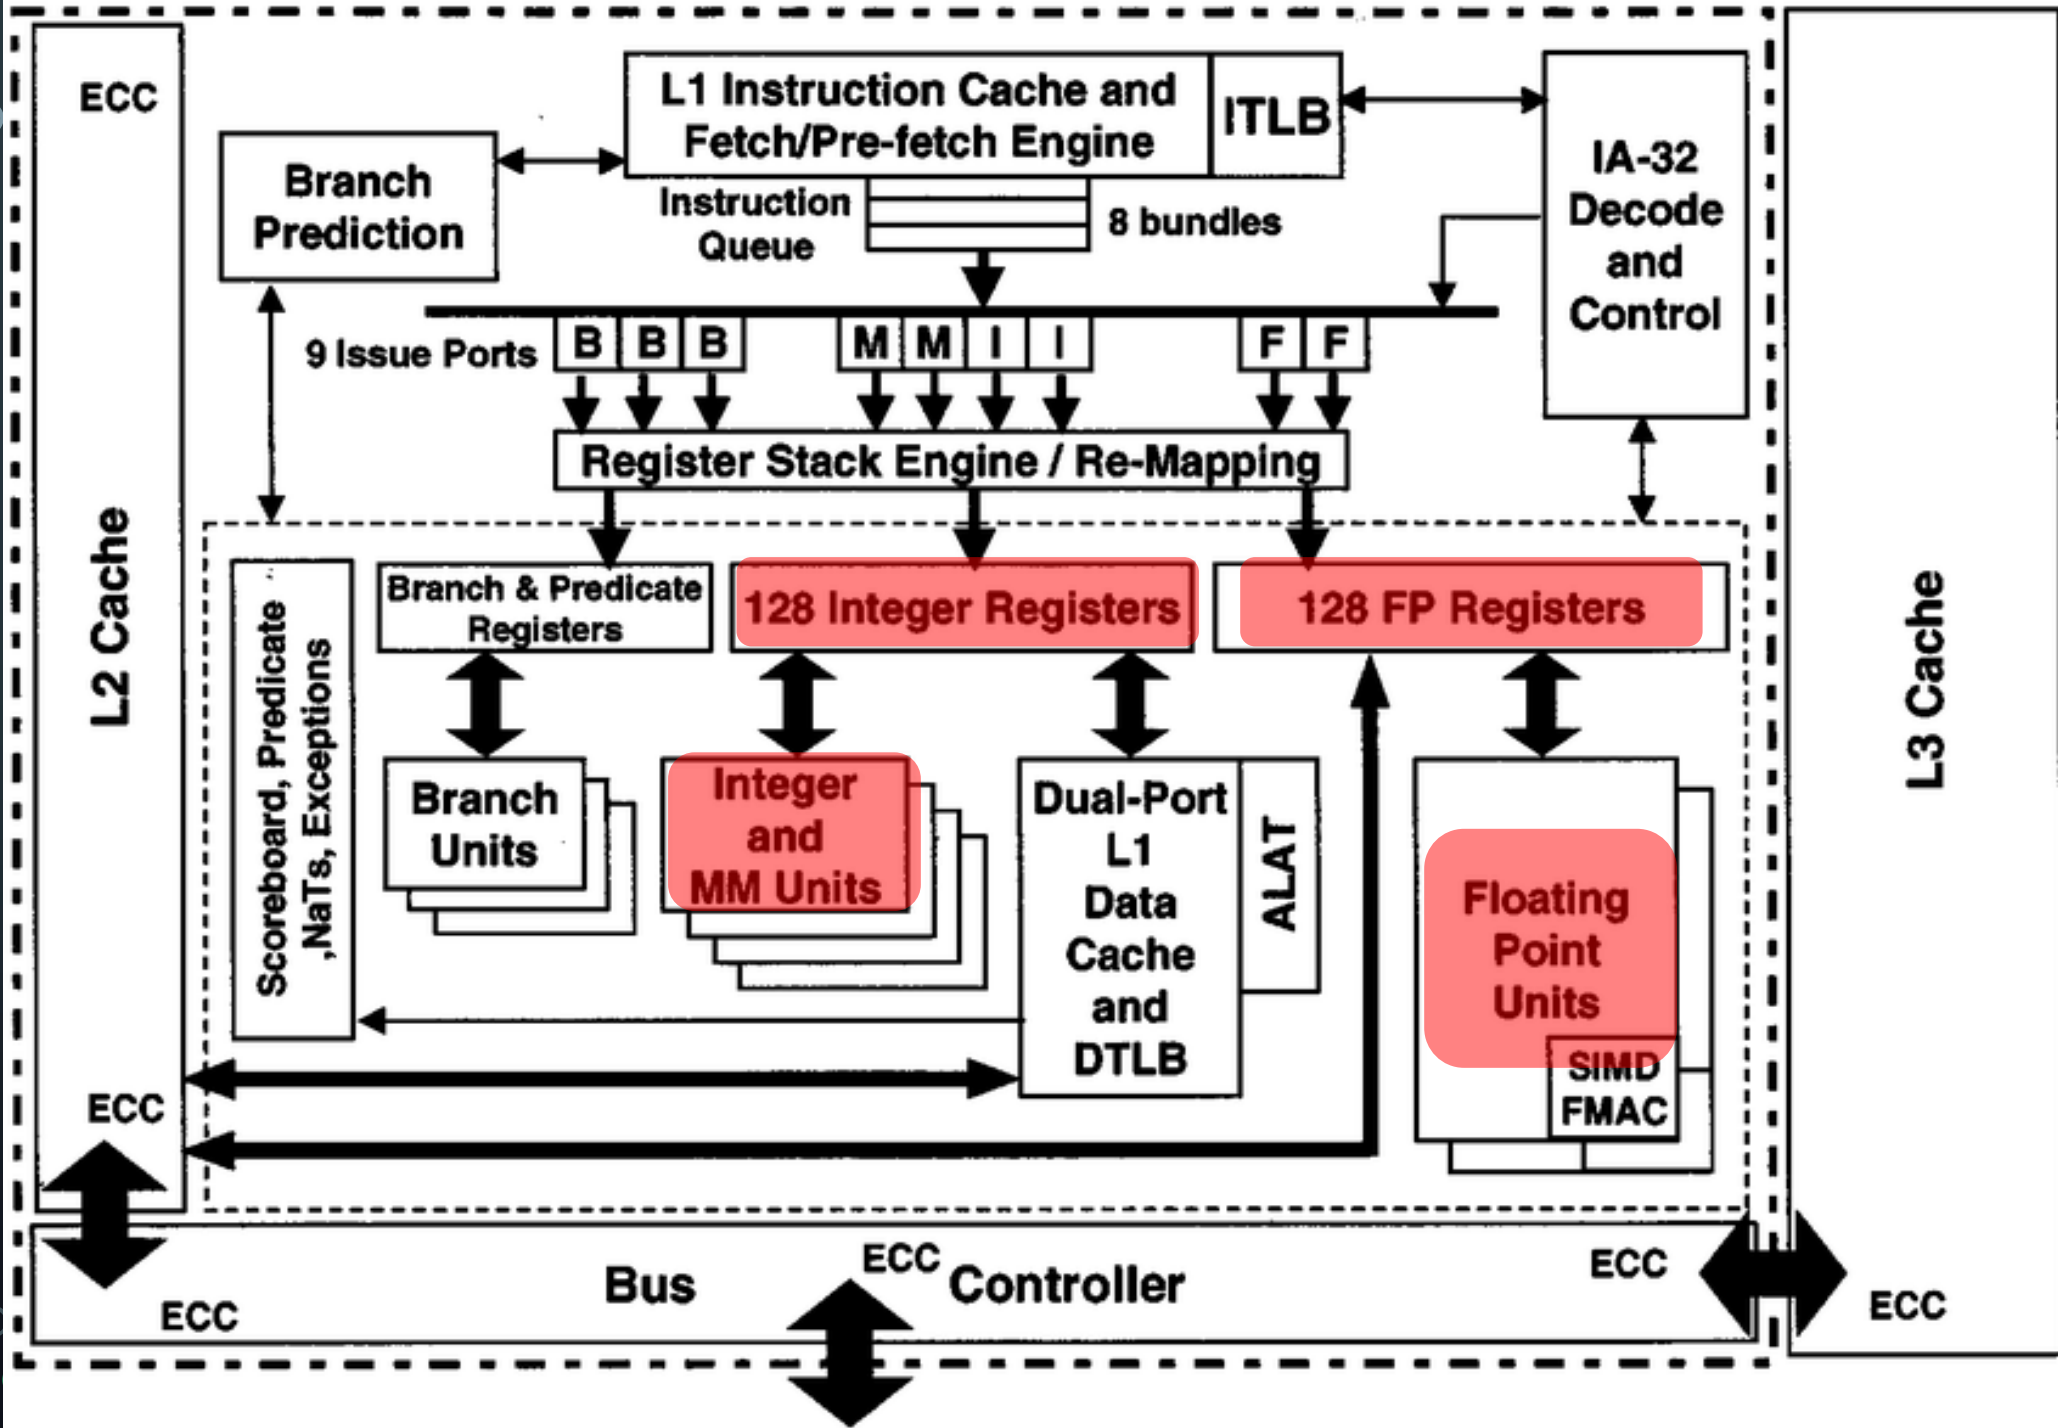 ECC
L1 Instruction Cache and
Fetch/Pre-fetch Engine
ITLB
IA-32
Decode
and
Control
Branch
Prediction
Instruction
Queue
8 bundles
9 Issue Ports
B B B M M I I F F
Register Stack Engine / Re-Mapping
L2 Cache
L3 Cache
Scoreboard, Predicate
,NaTs, Exceptions
Branch & Predicate
Registers
128 Integer Registers
128 FP Registers
Branch
Units
Integer
and
MM Units
Dual-Port
L1
Data
Cache
and
DTLB
ALAT
Floating
Point
Units
SIMD
FMAC
ECC
ECC
Bus Controller
ECC
ECC
ECC